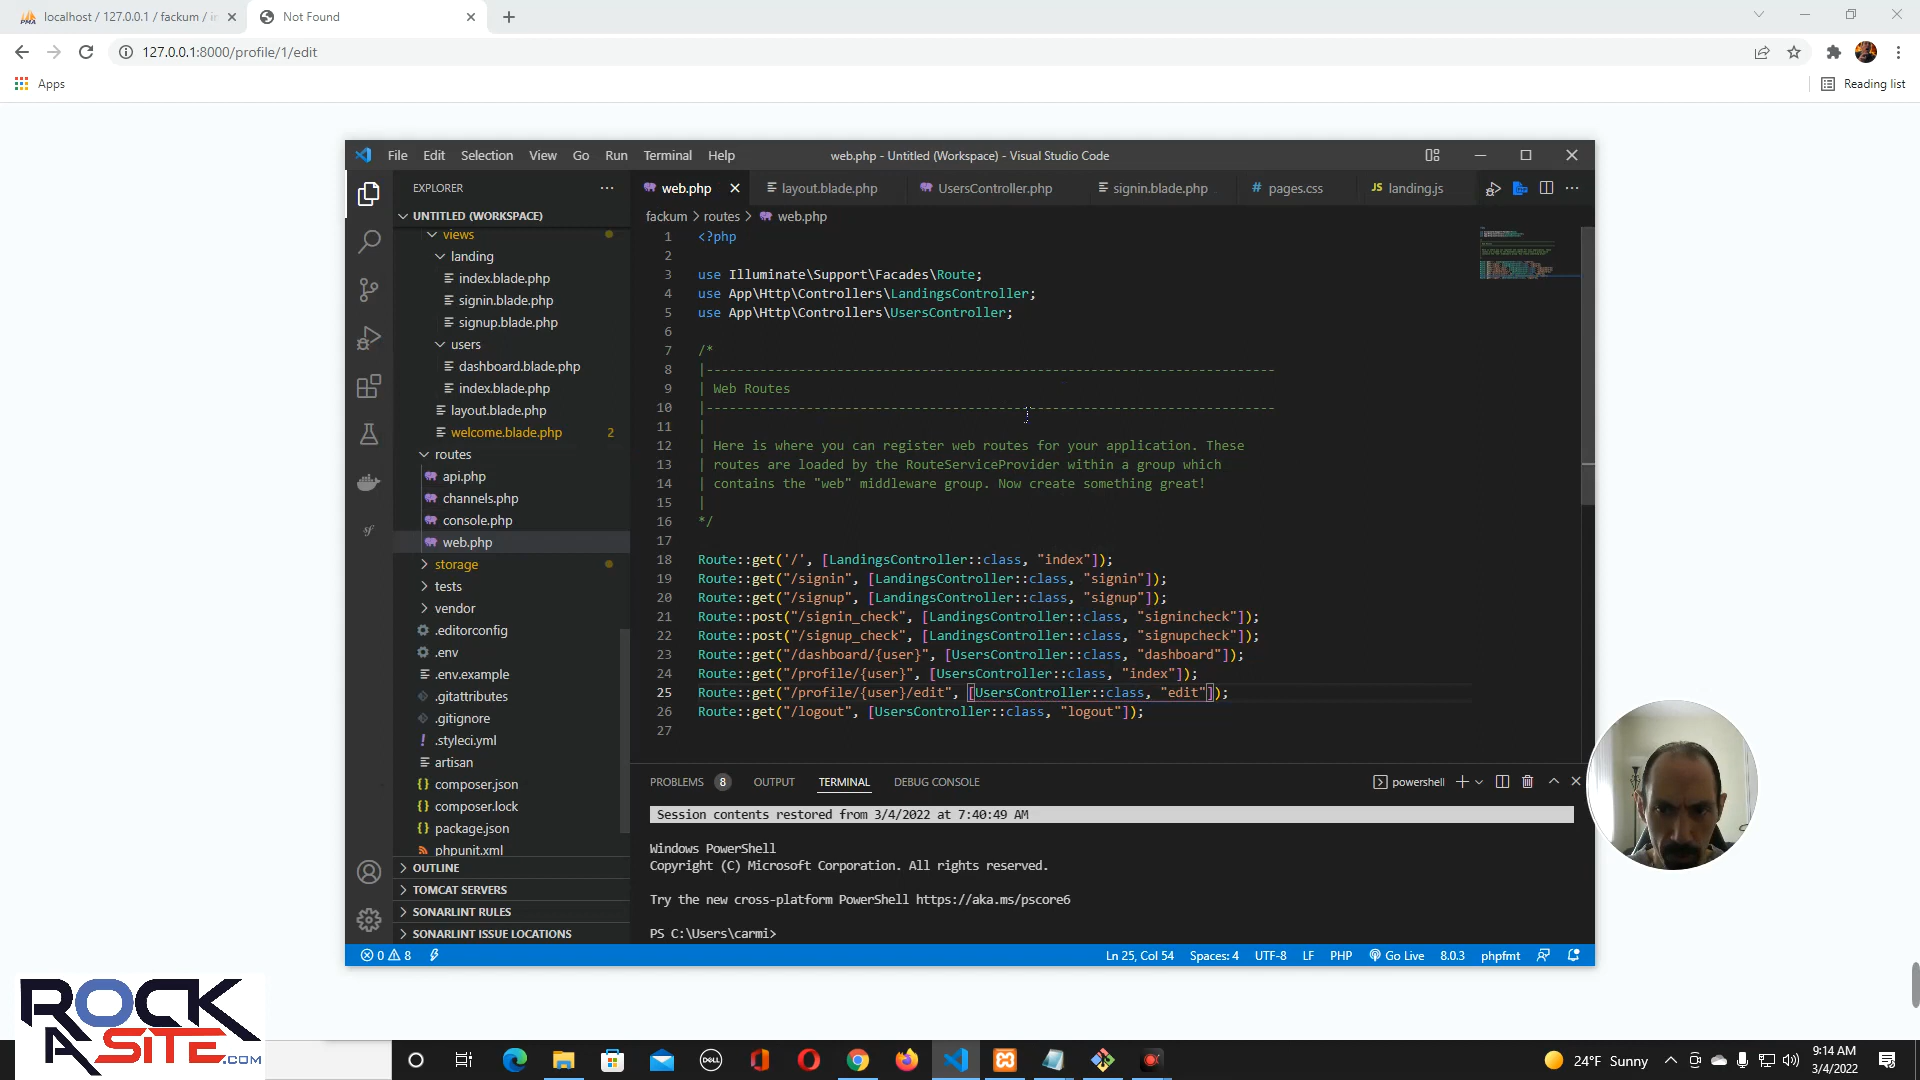 localhost / 127.0.0.1 / fackum / in
Not Found
127.0.0.1:8000/profile/1/edit
Apps
Reading list
File Edit Selection View Go Run Terminal Help
web.php - Untitled (Workspace) - Visual Studio Code
EXPLORER
web.php
layout.blade.php
UsersController.php
signin.blade.php
# pages.css
JS landing.js
UNTITLED (WORKSPACE)
views
landing
index.blade.php
signin.blade.php
signup.blade.php
users
dashboard.blade.php
index.blade.php
layout.blade.php
welcome.blade.php 2
routes
api.php
channels.php
console.php
web.php
storage
tests
vendor
.editorconfig
.env
.env.example
.gitattributes
.gitignore
.styleci.yml
artisan
composer.json
composer.lock
package.json
phpunit.xml
OUTLINE
TOMCAT SERVERS
SONARLINT RULES
SONARLINT ISSUE LOCATIONS
fackum > routes > web.php
1 <?php
2
3 use Illuminate\Support\Facades\Route;
4 use App\Http\Controllers\LandingsController;
5 use App\Http\Controllers\UsersController;
6
7 /*
8 |--------------------------------------------------------------------------
9 | Web Routes
10 |--------------------------------------------------------------------------
11 |
12 | Here is where you can register web routes for your application. These
13 | routes are loaded by the RouteServiceProvider within a group which
14 | contains the "web" middleware group. Now create something great!
15 |
16 */
17
18 Route::get('/', [LandingsController::class, "index"]);
19 Route::get("/signin", [LandingsController::class, "signin"]);
20 Route::get("/signup", [LandingsController::class, "signup"]);
21 Route::post("/signin_check", [LandingsController::class, "signincheck"]);
22 Route::post("/signup_check", [LandingsController::class, "signupcheck"]);
23 Route::get("/dashboard/{user}", [UsersController::class, "dashboard"]);
24 Route::get("/profile/{user}", [UsersController::class, "index"]);
25 Route::get("/profile/{user}/edit", [UsersController::class, "edit"]);
26 Route::get("/logout", [UsersController::class, "logout"]);
27
PROBLEMS 8 OUTPUT TERMINAL DEBUG CONSOLE
powershell
Session contents restored from 3/4/2022 at 7:40:49 AM
Windows PowerShell
Copyright (C) Microsoft Corporation. All rights reserved.
Try the new cross-platform PowerShell https://aka.ms/pscore6
PS C:\Users\carmi>
0 8
Ln 25, Col 54 Spaces: 4 UTF-8 LF PHP Go Live 8.0.3 phpfmt
ROCK
A SITE.COM
DELL
24°F Sunny
9:14 AM
3/4/2022